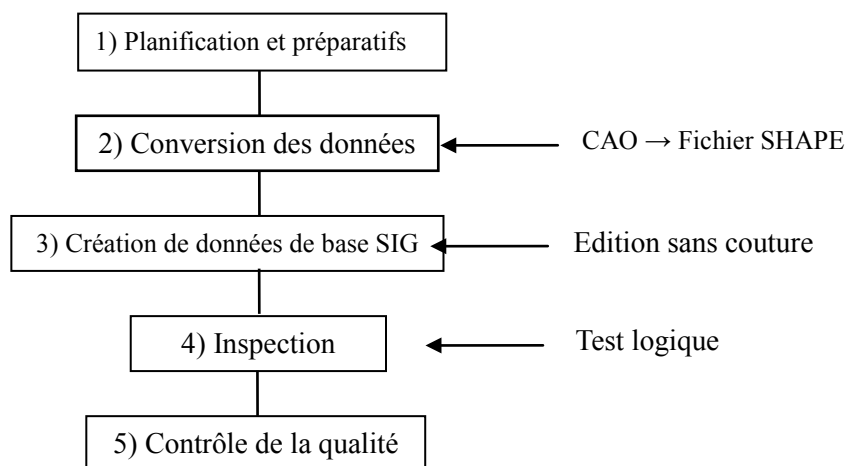 1) Planification et préparatifs
2) Conversion des données
CAO → Fichier SHAPE
3) Création de données de base SIG
Edition sans couture
4) Inspection
Test logique
5) Contrôle de la qualité